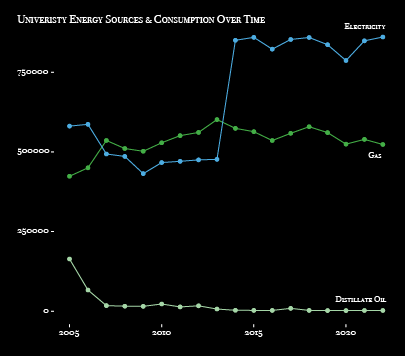 Univeristy Energy Sources & Consumption Over Time
Electricity
750000
500000
Gas
250000
Distillate Oil
0
2005 2010 2015 2020